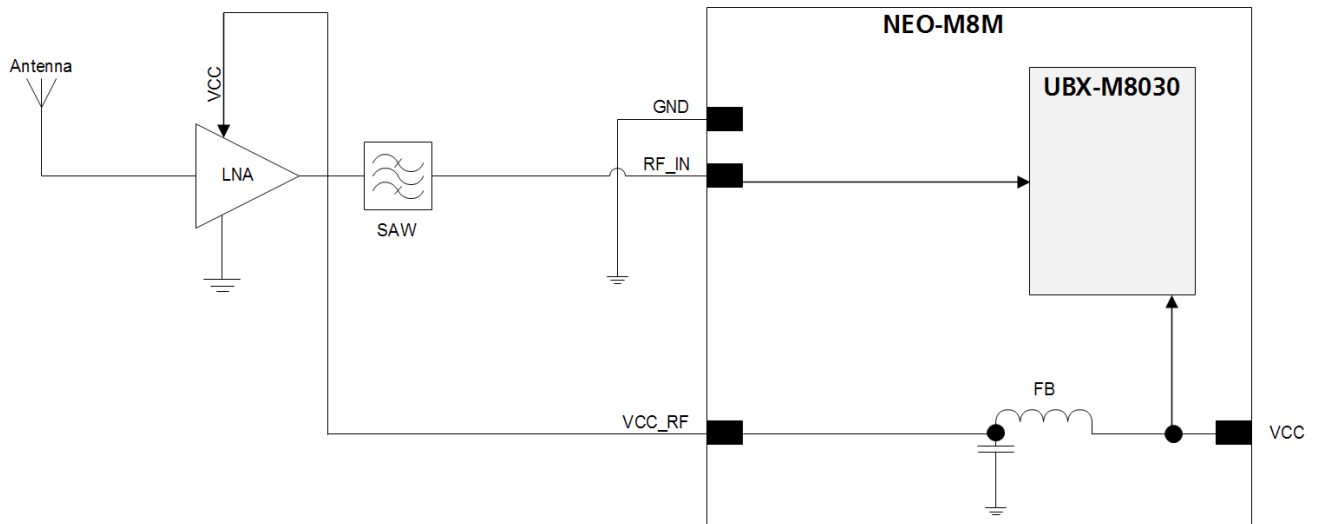 NEO-M8M
UBX-M8030
Antenna
VCC
LNA
SAW
GND
RF_IN
VCC_RF
FB
VCC